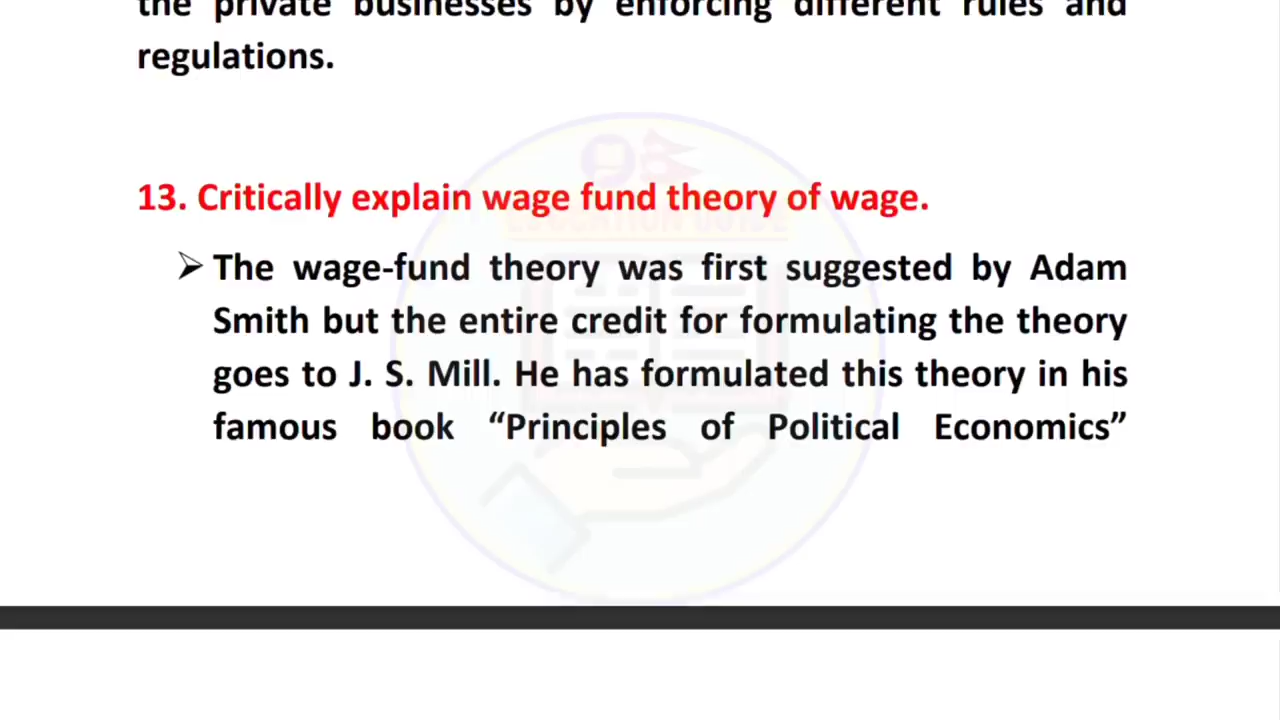 the private businesses by enforcing different rules and
regulations.
13. Critically explain wage fund theory of wage.
EDUCATION GUIDE
➢ The wage-fund theory was first suggested by Adam
Smith but the entire credit for formulating the theory
goes to J. S. Mill. He has formulated this theory in his
famous book “Principles of Political Economics”